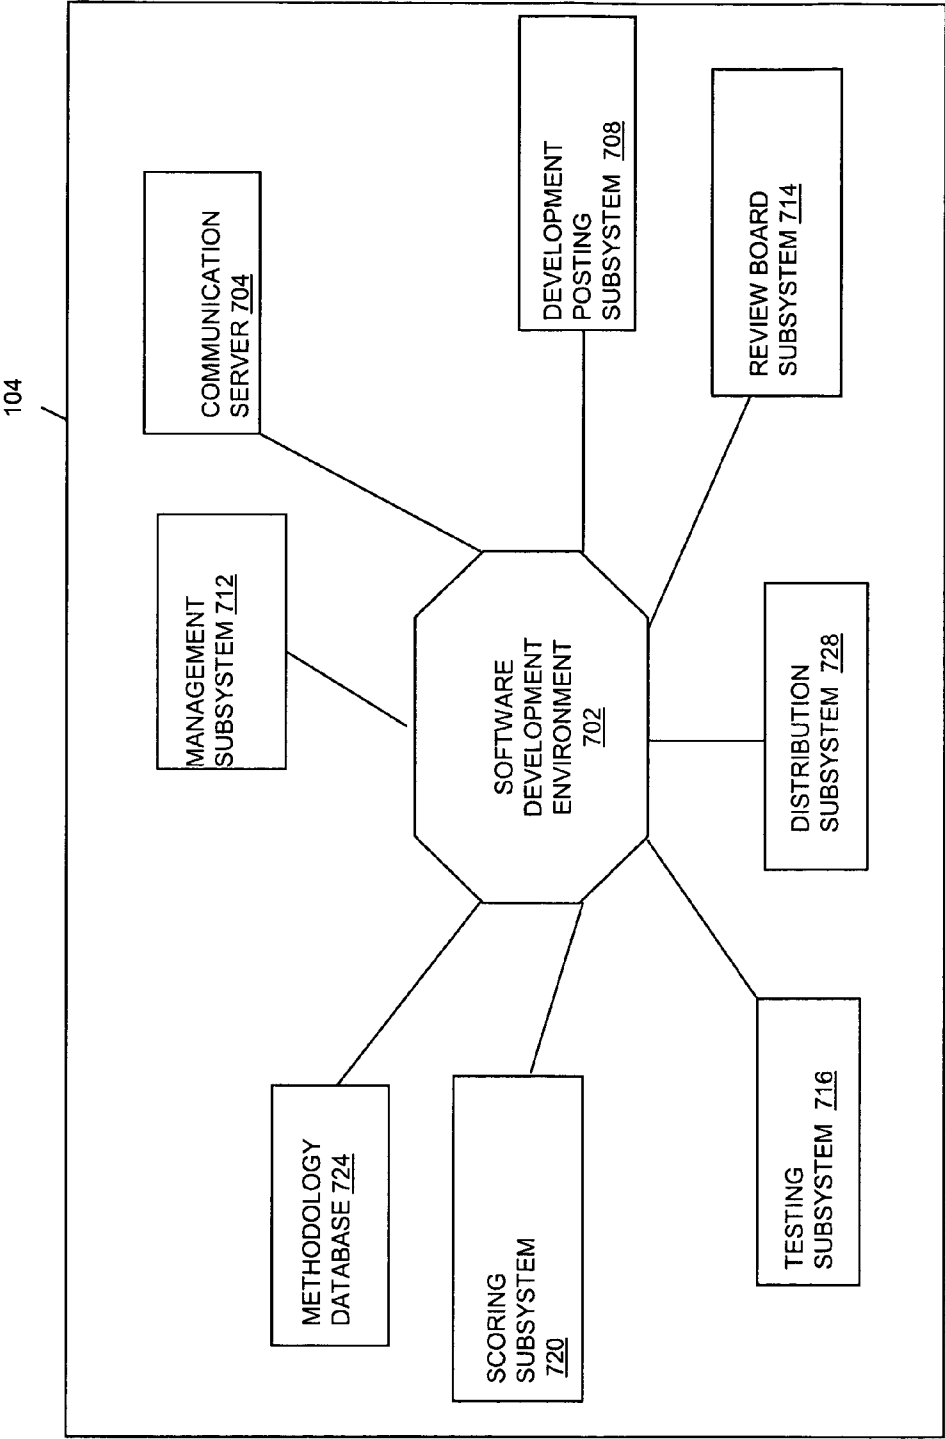 104
COMMUNICATION
SERVER 704
MANAGEMENT
SUBSYSTEM 712
METHODOLOGY
DATABASE 724
DEVELOPMENT
POSTING
SUBSYSTEM 708
SOFTWARE
DEVELOPMENT
ENVIRONMENT
702
SCORING
SUBSYSTEM
720
REVIEW BOARD
SUBSYSTEM 714
DISTRIBUTION
SUBSYSTEM 728
TESTING
SUBSYSTEM 716